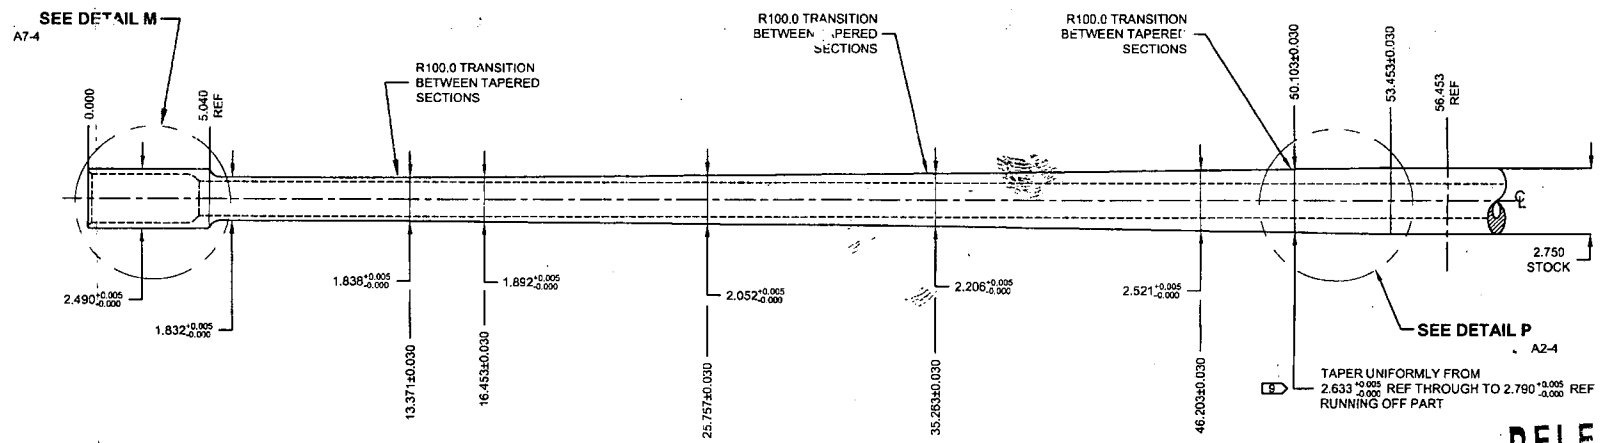 SEE DETAIL M
A7-4
R100.0 TRANSITION
BETWEEN TAPERED
SECTIONS
R100.0 TRANSITION
BETWEEN TAPERED
SECTIONS
R100.0 TRANSITION
BETWEEN TAPERED
SECTIONS
0.000
5.040
REF
50.103±0.030
53.453±0.030
56.453
REF
2.490+0.005
-0.000
1.832+0.005
-0.000
1.838+0.005
-0.000
1.892+0.005
-0.000
2.052+0.005
-0.000
2.206+0.005
-0.000
2.521+0.005
-0.000
2.750
STOCK
13.371±0.030
16.453±0.030
25.757±0.030
35.263±0.030
46.203±0.030
SEE DETAIL P
A2-4
9
TAPER UNIFORMLY FROM
2.633+0.005 -0.000 REF THROUGH TO 2.790+0.005 -0.000 REF
RUNNING OFF PART